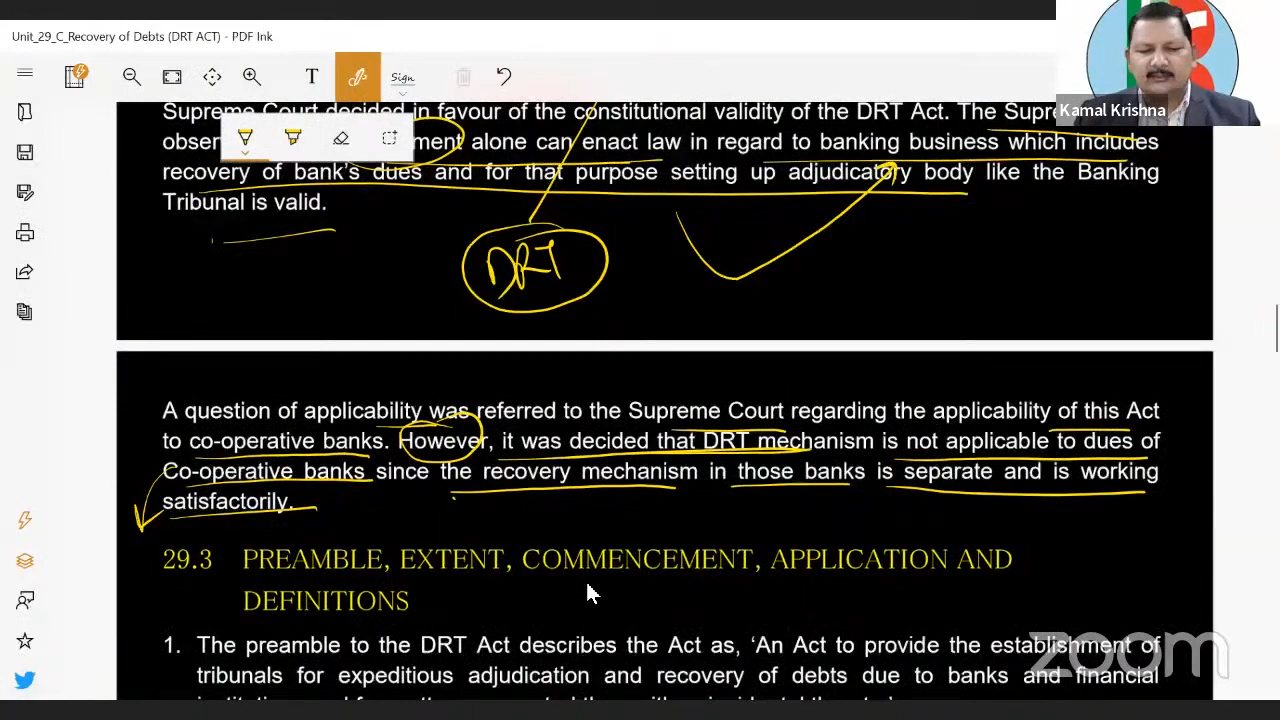 Unit_29_C_Recovery of Debts (DRT ACT) - PDF Ink
T
Sign
Kamal Krishna
Supreme Court decided in favour of the constitutional validity of the DRT Act. The
alone can enact law in regard to banking business which includes
recovery of bank's dues and for that purpose setting up adjudicatory body like the Banking
Tribunal is valid.
DRT
A question of applicability was referred to the Supreme Court regarding the applicability of this Act
to co-operative banks. However, it was decided that DRT mechanism is not applicable to dues of
Co-operative banks since the recovery mechanism in those banks is separate and is working
satisfactorily.
29.3 PREAMBLE, EXTENT, COMMENCEMENT, APPLICATION AND
DEFINITIONS
1. The preamble to the DRT Act describes the Act as, 'An Act to provide the establishment of
tribunals for expeditious adjudication and recovery of debts due to banks and financial
zoom